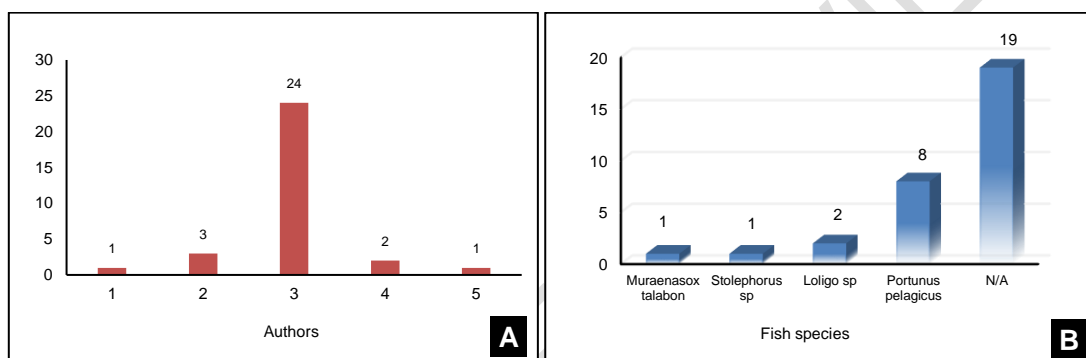 30
25
20
15
10
5
0
1
3
24
2
1
1
2
3
4
5
Authors
A
20
15
10
5
0
1
1
2
8
19
Muraenasox
talabon
Stolephorus
sp
Loligo sp
Portunus
pelagicus
N/A
Fish species
B